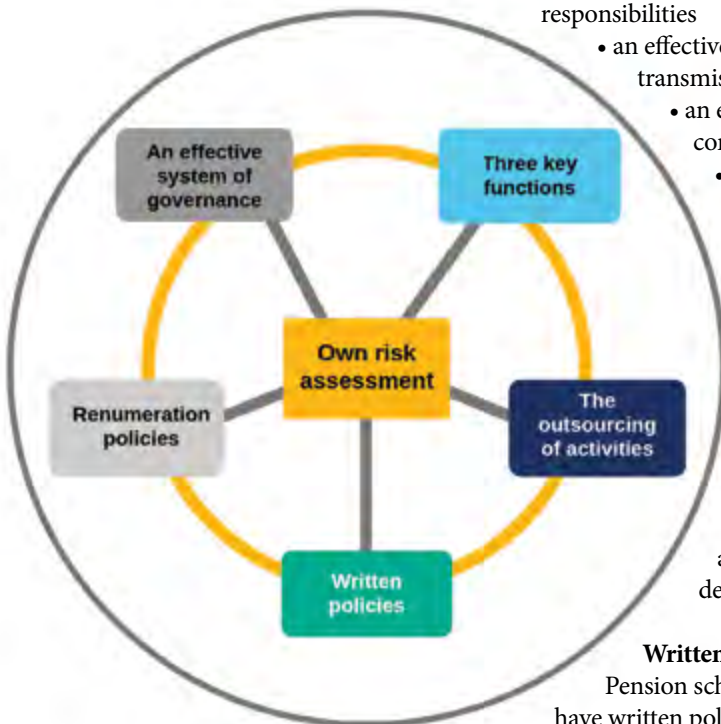 responsibilities
• an effective
transmis
• an e
•
An effective
system of
governance
Three key
functions
Own risk
assessment
Renumeration
policies
The
outsourcing
of activities
Written
policies
a
de
Written
Pension sch
have written pol